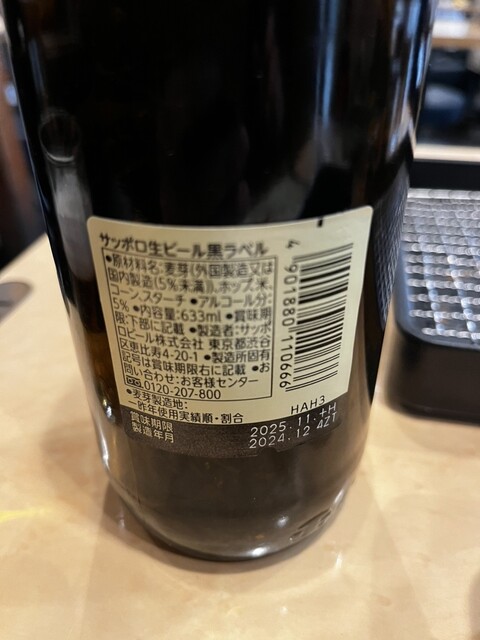 サッポロ生ビール黒ラベル
●原材料名:麦芽(外国製造又は
国内製造(5%未満)、ホップ、米、
コーン、スターチ ●アルコール分:
5% ●内容量:633ml ●賞味期
限:下部に記載 ●製造者:サッポ
ロビール株式会社 東京都渋谷
区恵比寿4-20-1 ●製造所固有
記号は賞味期限右に記載 ●お
問い合わせ:お客様センター
0120-207-800
●麦芽製造地:
一昨年使用実績順・割合
4 901880 110666
HAH3
賞味期限 2025.11.+H
製造年月 2024.12 4ZT